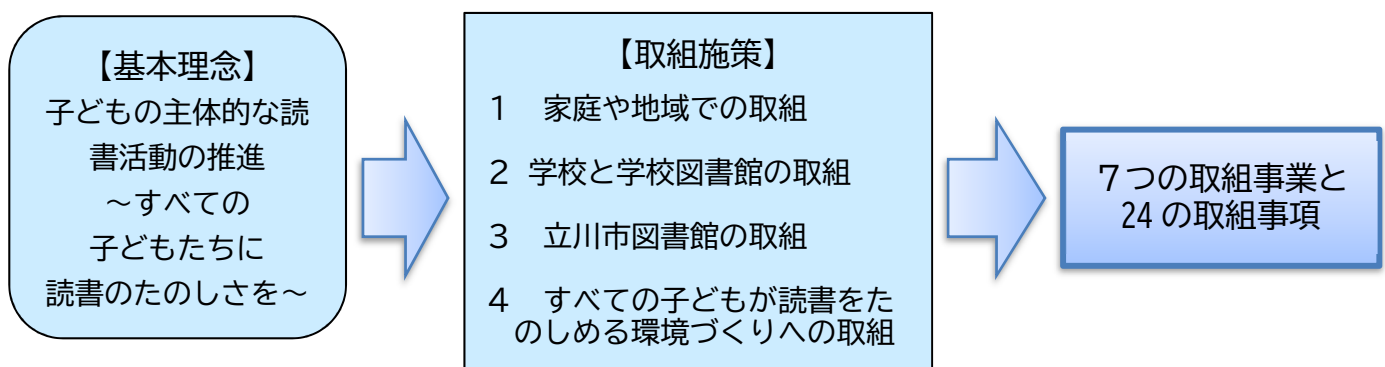 【基本理念】
子どもの主体的な読
書活動の推進
～すべての
子どもたちに
読書のたのしさを～
【取組施策】
1　家庭や地域での取組
2 学校と学校図書館の取組
3　立川市図書館の取組
4　すべての子どもが読書をた
のしめる環境づくりへの取組
７つの取組事業と
24 の取組事項